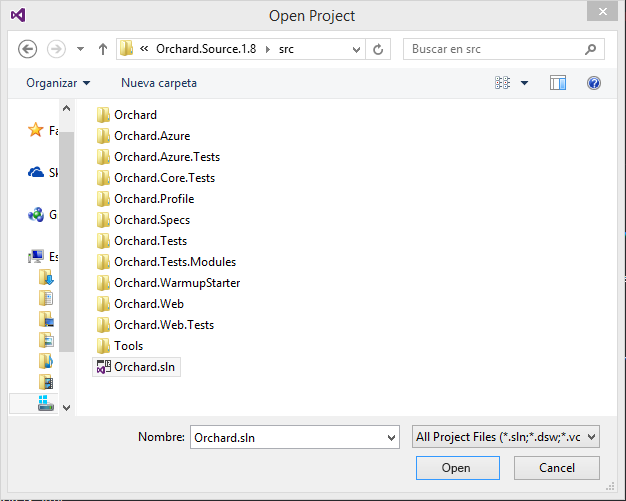 Open Project
« Orchard.Source.1.8 src
Buscar en src
Organizar Nueva carpeta
Orchard
Orchard.Azure
Orchard.Azure.Tests
Orchard.Core.Tests
Orchard.Profile
Orchard.Specs
Orchard.Tests
Orchard.Tests.Modules
Orchard.WarmupStarter
Orchard.Web
Orchard.Web.Tests
Tools
Orchard.sln
Fa
Sk
G
Es
Nombre: Orchard.sln
All Project Files (*.sln;*.dsw;*.vc
Open Cancel